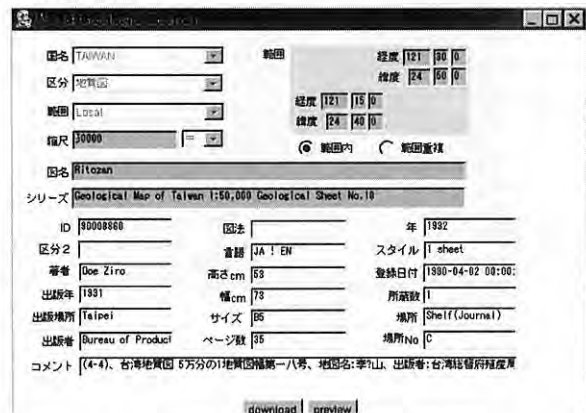 国名 TAIWAN
区分 地質図
範囲 Local
縮尺 30000 =
範囲
経度 121 30 0
緯度 24 50 0
経度 121 15 0
緯度 24 40 0
範囲内 範囲重複
図名 Ritozan
シリーズ Geological Map of Taiwan 1:50,000 Geological Sheet No.18
ID 90008860 図法 年 1932
区分2 言語 JA ! EN スタイル 1 sheet
著者 Ooe Ziro 高さcm 53 登録日付 1990-04-02 00:00:
出版年 1931 幅cm 73 所蔵数 1
出版場所 Taipei サイズ B5 場所 Shelf(Journal)
出版者 Bureau of Product ページ数 35 場所No C
コメント (4-4)、台湾地質図 5万分の1地質図幅第一八号、地図名:李?山、出版者:台湾総督府殖産局
download preview